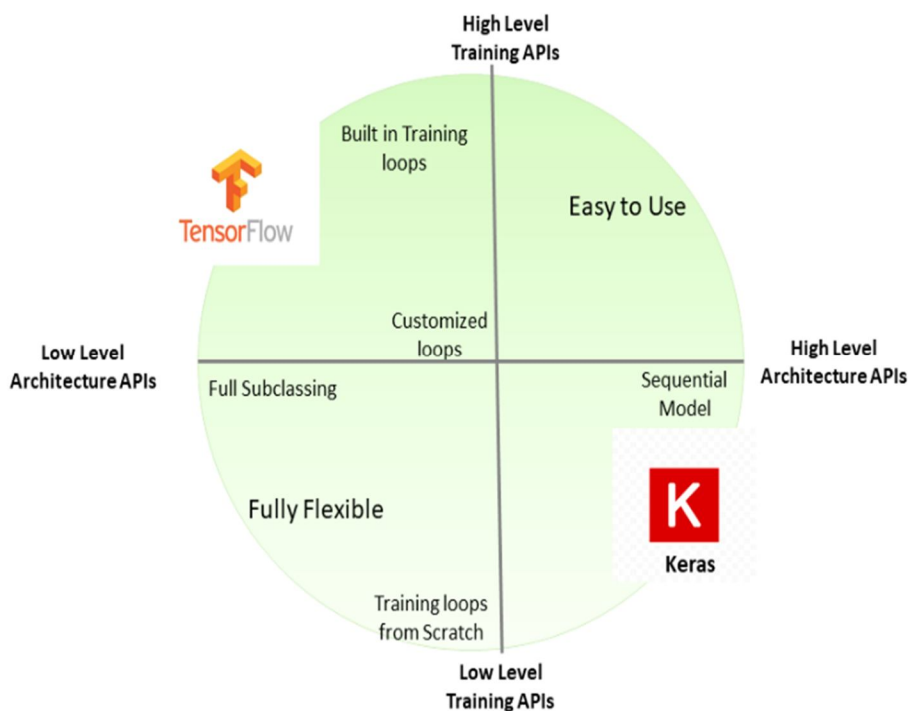 High Level
Training APIs
Built in Training
loops
TensorFlow
Easy to Use
Customized
loops
Low Level
Architecture APIs
High Level
Architecture APIs
Full Subclassing
Sequential
Model
Fully Flexible
K
Keras
Training loops
from Scratch
Low Level
Training APIs